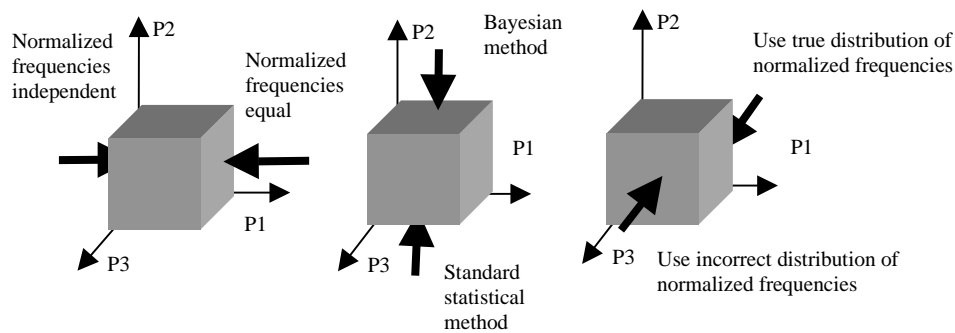 P2
Normalized
frequencies
independent
Normalized
frequencies
equal
P1
P3
P2
Bayesian
method
P1
P3
Standard
statistical
method
P2
Use true distribution of
normalized frequencies
P1
P3
Use incorrect distribution of
normalized frequencies